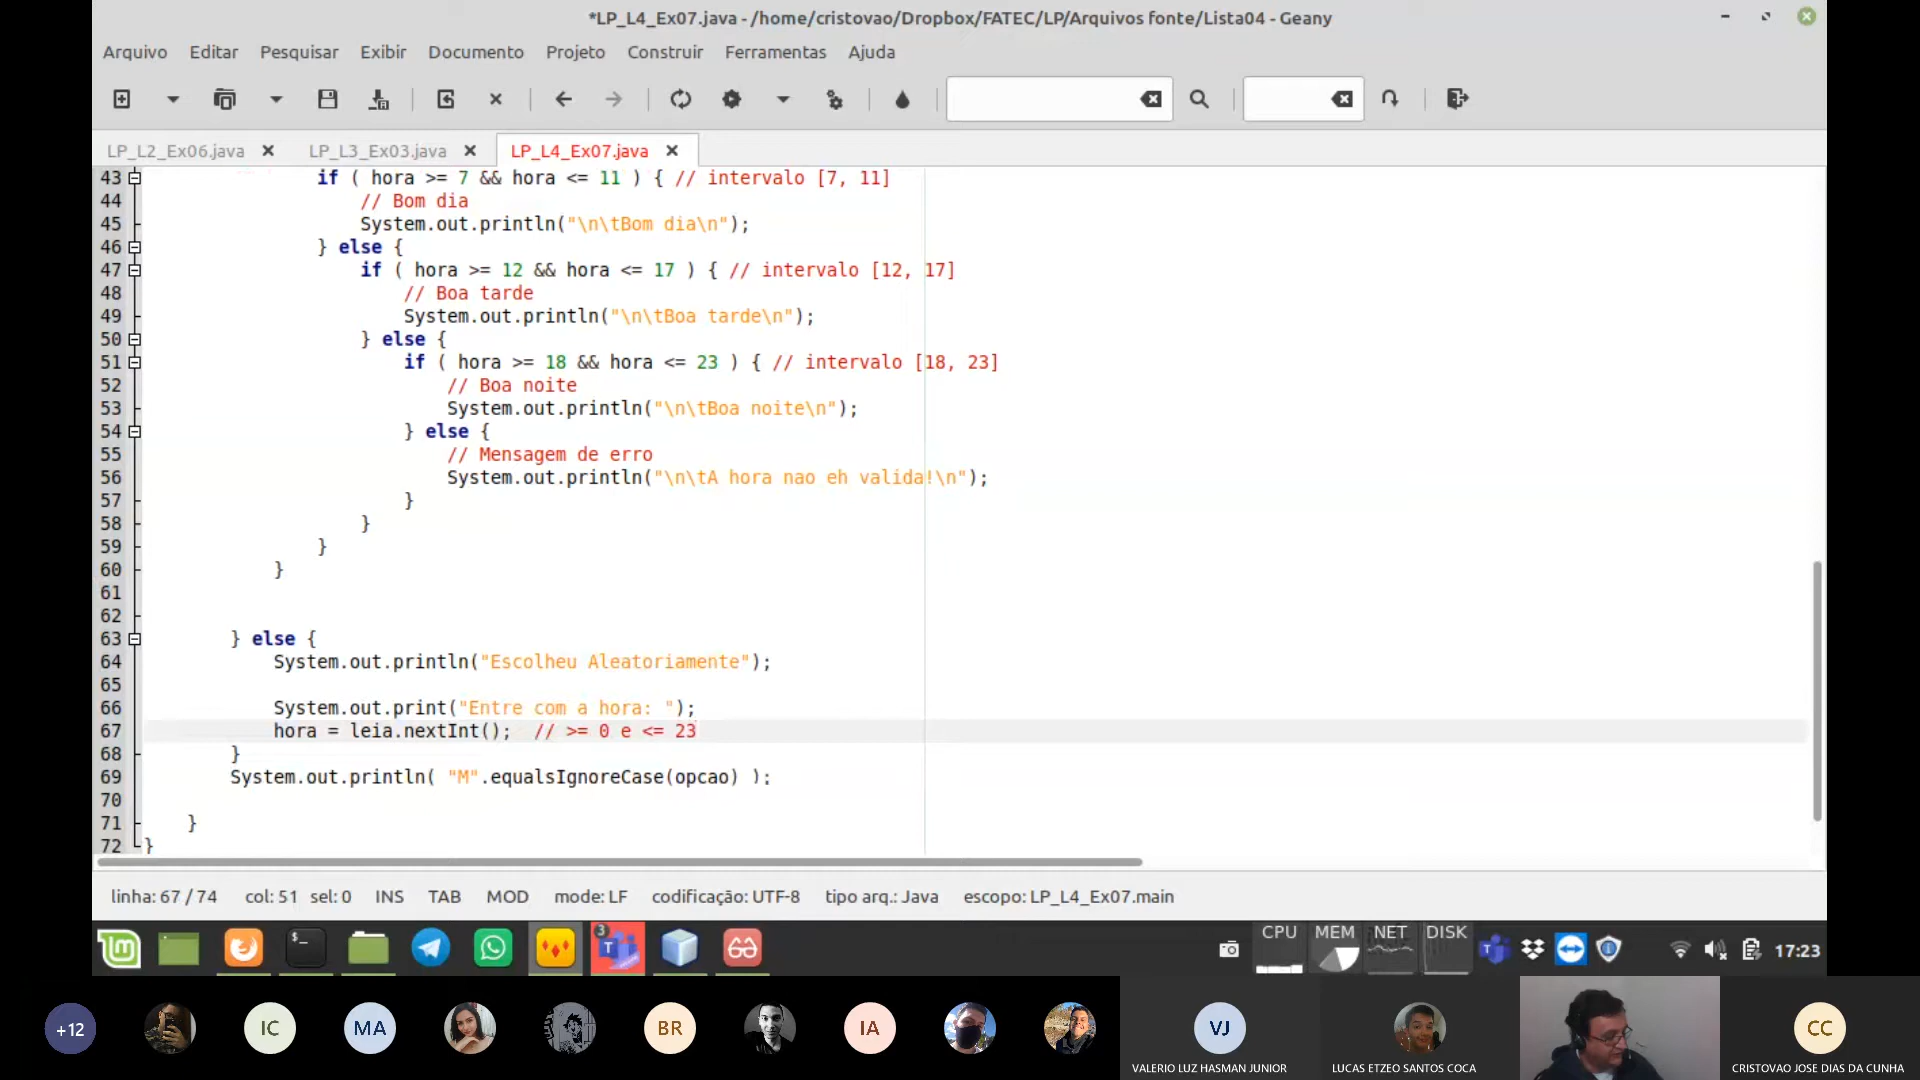 *LP_L4_Ex07.java - /home/cristovao/Dropbox/FATEC/LP/Arquivos fonte/Lista04 - Geany
Arquivo Editar Pesquisar Exibir Documento Projeto Construir Ferramentas Ajuda
LP_L2_Ex06.java LP_L3_Ex03.java LP_L4_Ex07.java
43 if ( hora >= 7 && hora <= 11 ) { // intervalo [7, 11]
44 // Bom dia
45 System.out.println("\n\tBom dia\n");
46 } else {
47 if ( hora >= 12 && hora <= 17 ) { // intervalo [12, 17]
48 // Boa tarde
49 System.out.println("\n\tBoa tarde\n");
50 } else {
51 if ( hora >= 18 && hora <= 23 ) { // intervalo [18, 23]
52 // Boa noite
53 System.out.println("\n\tBoa noite\n");
54 } else {
55 // Mensagem de erro
56 System.out.println("\n\tA hora nao eh valida!\n");
57 }
58 }
59 }
60 }
61
62
63 } else {
64 System.out.println("Escolheu Aleatoriamente");
65
66 System.out.print("Entre com a hora: ");
67 hora = leia.nextInt(); // >= 0 e <= 23
68 }
69 System.out.println( "M".equalsIgnoreCase(opcao) );
70
71 }
72 }
linha: 67 / 74 col: 51 sel: 0 INS TAB MOD mode: LF codificação: UTF-8 tipo arq.: Java escopo: LP_L4_Ex07.main
$_ 3 T CPU MEM NET DISK 17:23
+12 IC MA BR IA VJ CC
VALERIO LUZ HASMAN JUNIOR LUCAS ETZEO SANTOS COCA CRISTOVAO JOSE DIAS DA CUNHA